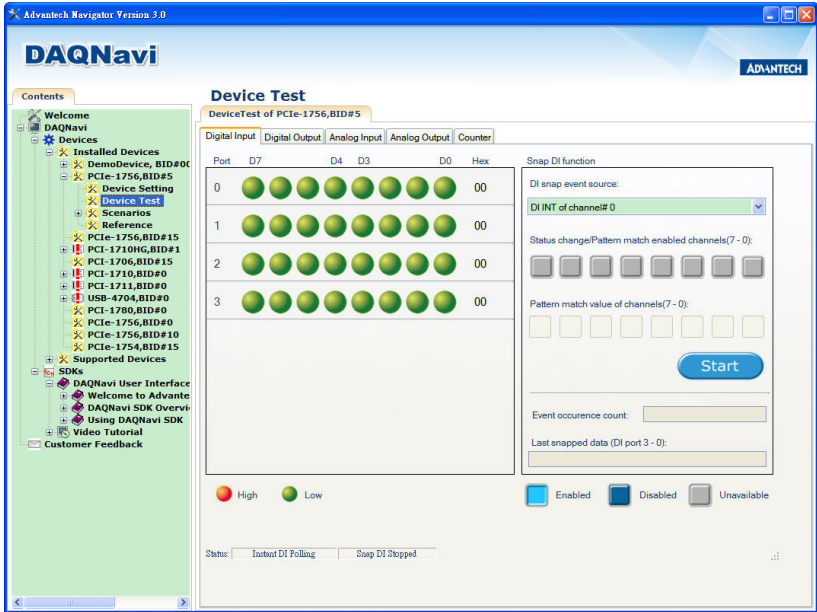 Advantech Navigator Version 3.0
DAQNavi
ADVANTECH
Contents
Welcome
DAQNavi
Devices
Installed Devices
DemoDevice, BID#0(
PCIe-1756,BID#5
Device Setting
Device Test
Scenarios
Reference
PCIe-1756,BID#15
PCI-1710HG,BID#1
PCI-1706,BID#15
PCI-1710,BID#0
PCI-1711,BID#0
USB-4704,BID#0
PCI-1780,BID#0
PCIe-1756,BID#0
PCIe-1756,BID#10
PCIe-1754,BID#15
Supported Devices
SDKs
DAQNavi User Interface
Welcome to Advante
DAQNavi SDK Overvi
Using DAQNavi SDK
Video Tutorial
Customer Feedback
Device Test
DeviceTest of PCIe-1756,BID#5
Digital Input Digital Output Analog Input Analog Output Counter
Port D7 D4 D3 D0 Hex
0 00
1 00
2 00
3 00
High Low
Snap DI function
DI snap event source:
DI INT of channel# 0
Status change/Pattern match enabled channels(7 - 0):
Pattern match value of channels(7 - 0):
Start
Event occurence count:
Last snapped data (DI port 3 - 0):
Enabled Disabled Unavailable
Status: Instant DI Polling Snap DI Stopped